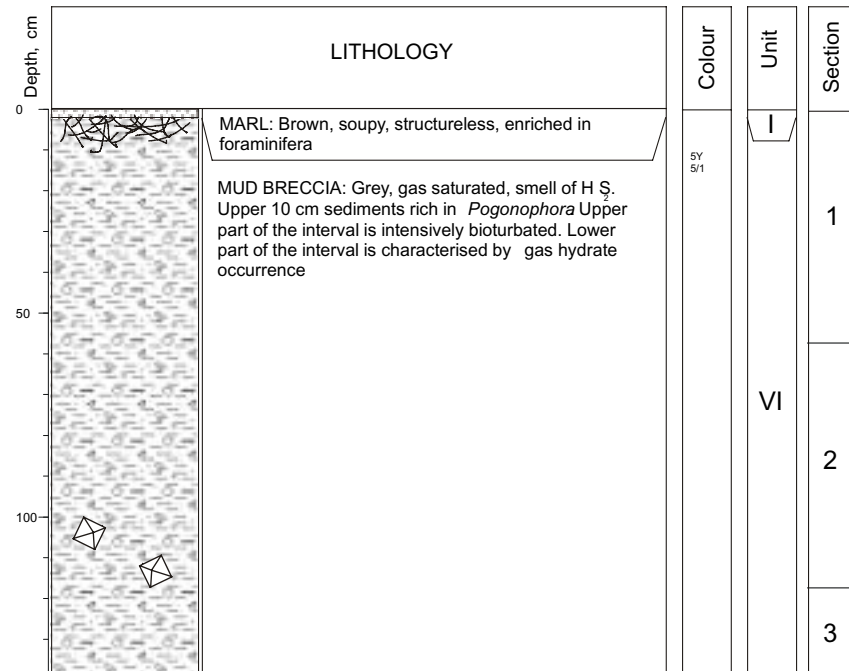 Depth, cm
LITHOLOGY
Colour
Unit
Section
0
50
100
MARL: Brown, soupy, structureless, enriched in
foraminifera
MUD BRECCIA: Grey, gas saturated, smell of H2S.
Upper 10 cm sediments rich in Pogonophora Upper
part of the interval is intensively bioturbated. Lower
part of the interval is characterised by gas hydrate
occurrence
5Y
5/1
I
VI
1
2
3